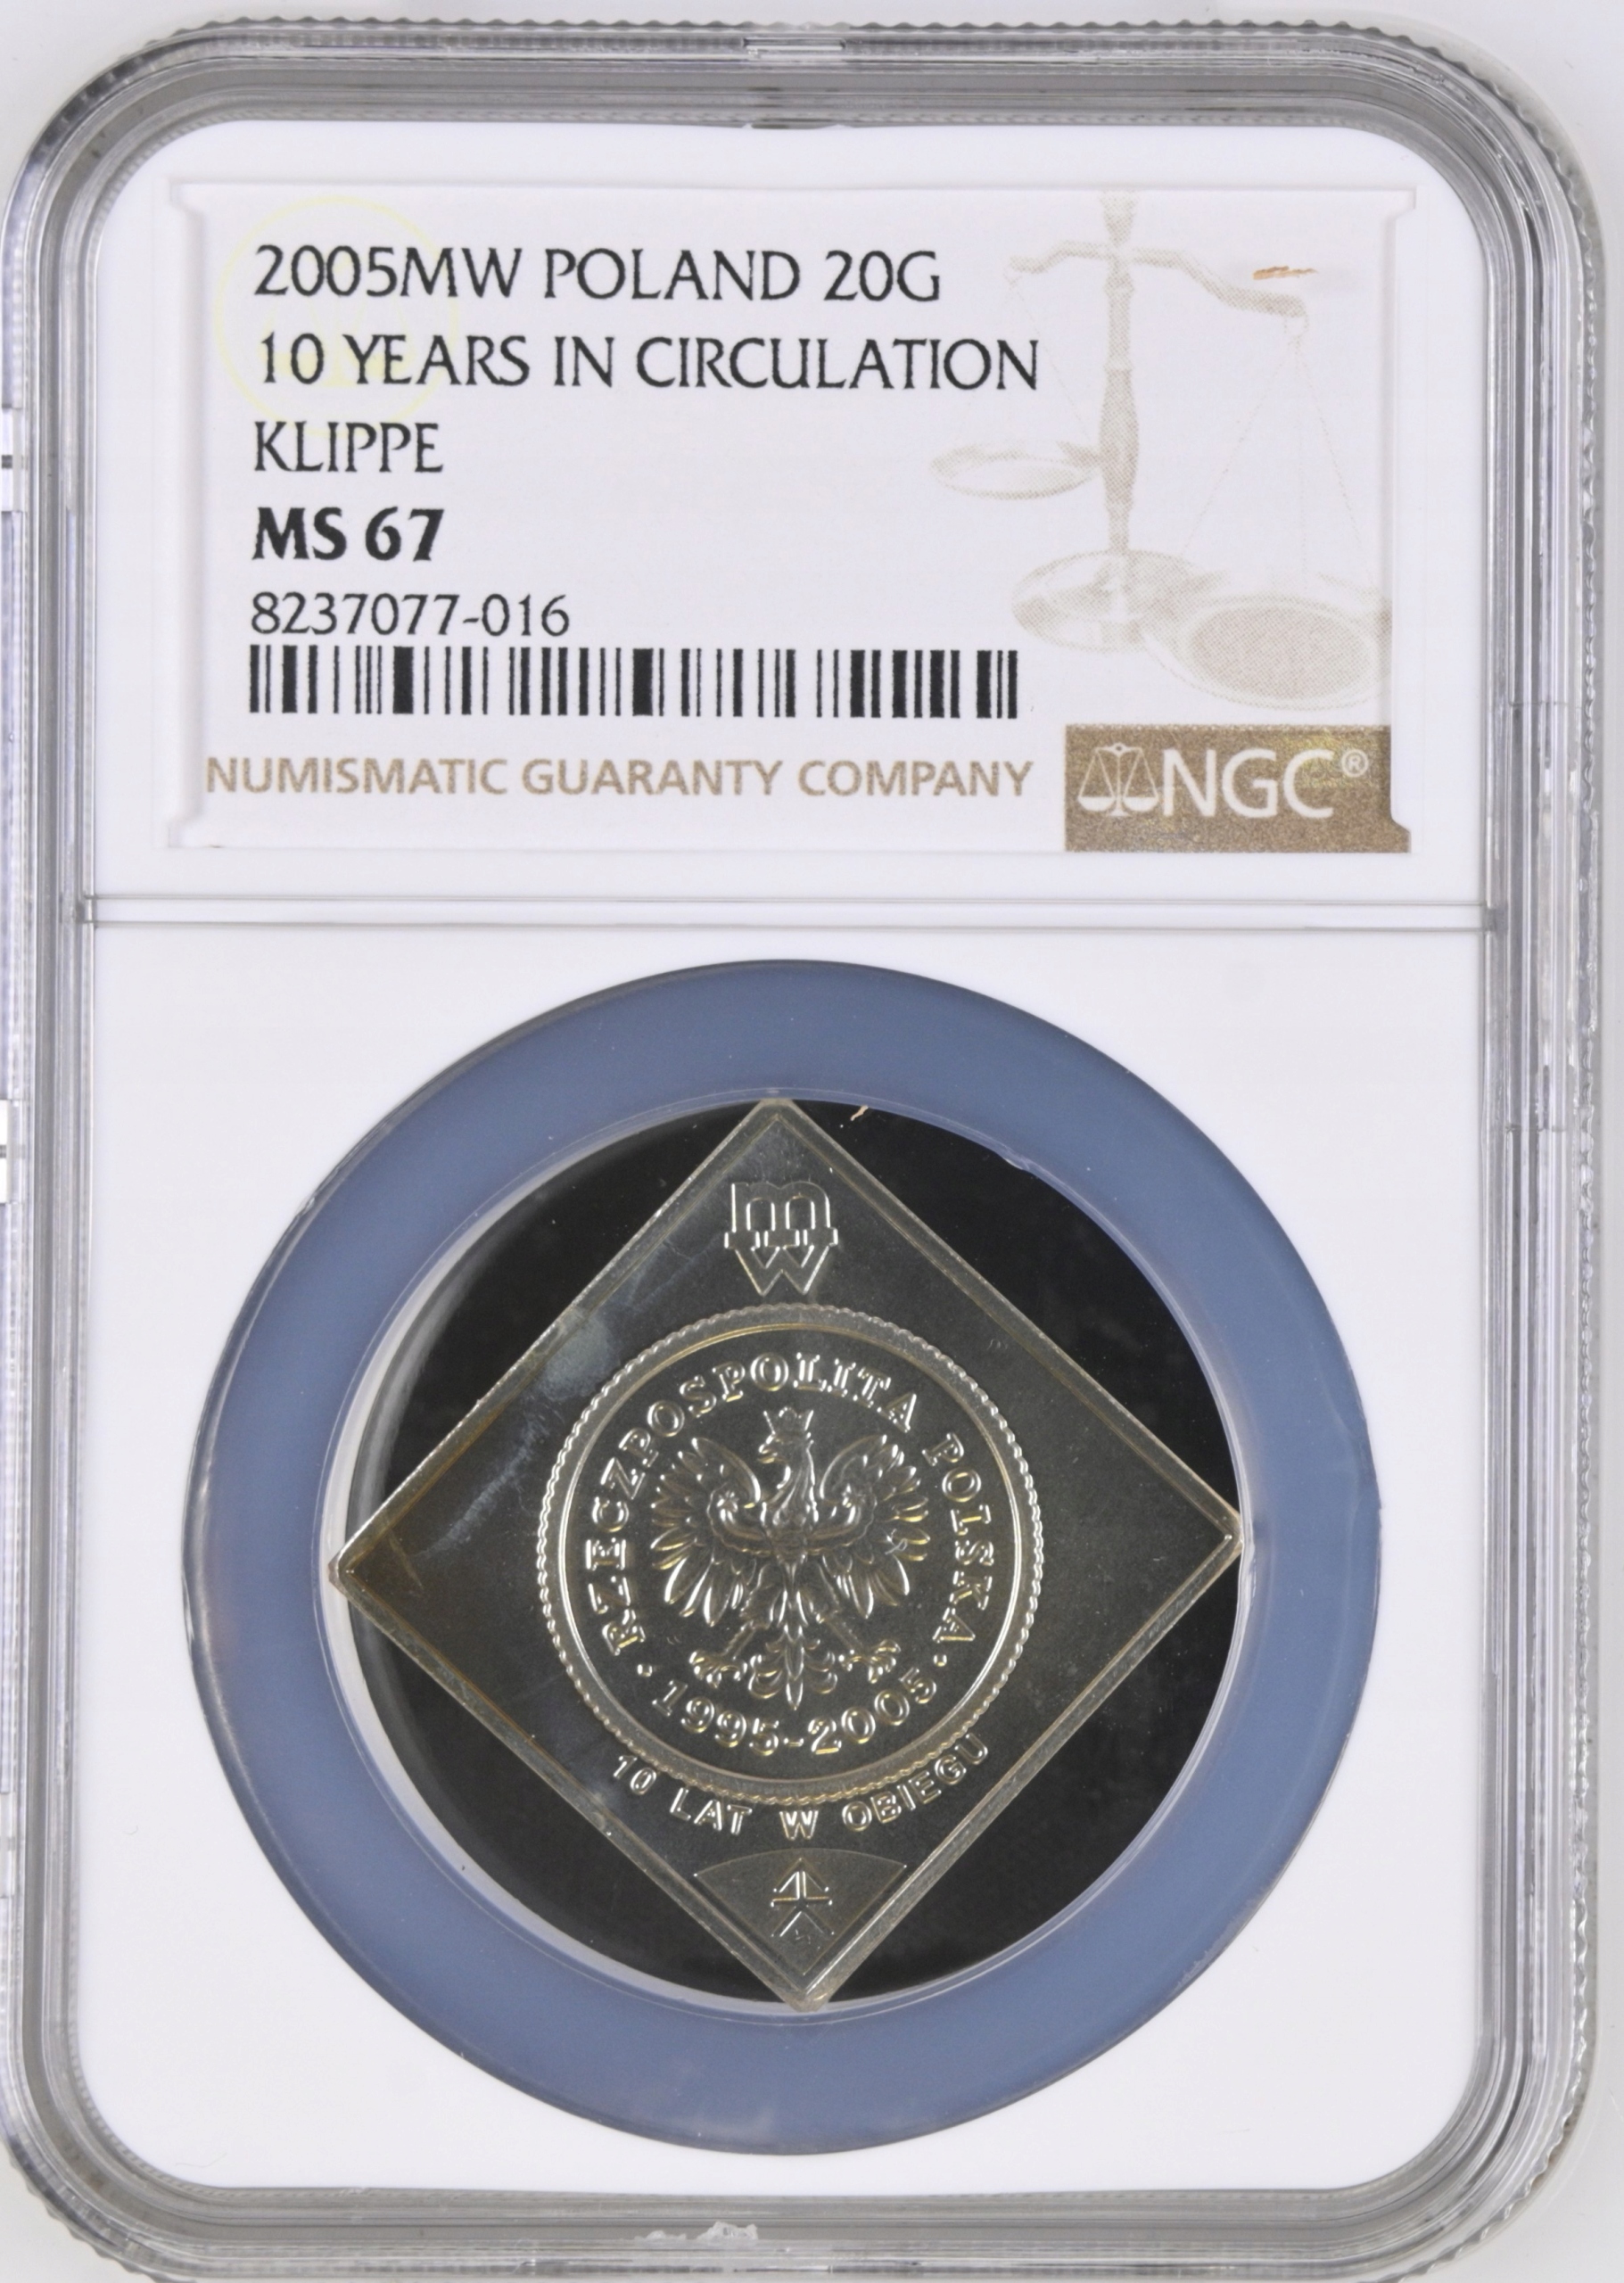 2005MW POLAND 20G
10 YEARS IN CIRCULATION
KLIPPE
MS 67
8237077-016
NUMISMATIC GUARANTY COMPANY
NGC®
mw
RZECZPOSPOLITA POLSKA
·1995-2005·
10 LAT W OBIEGU